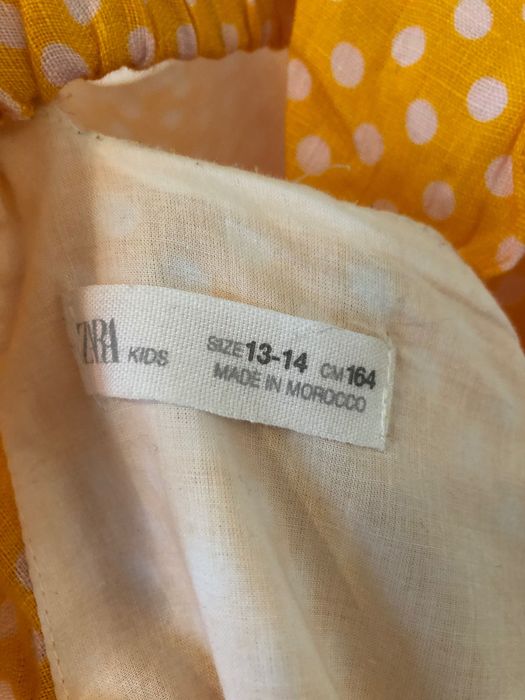 ZARA KIDS SIZE 13-14 CM 164
MADE IN MOROCCO